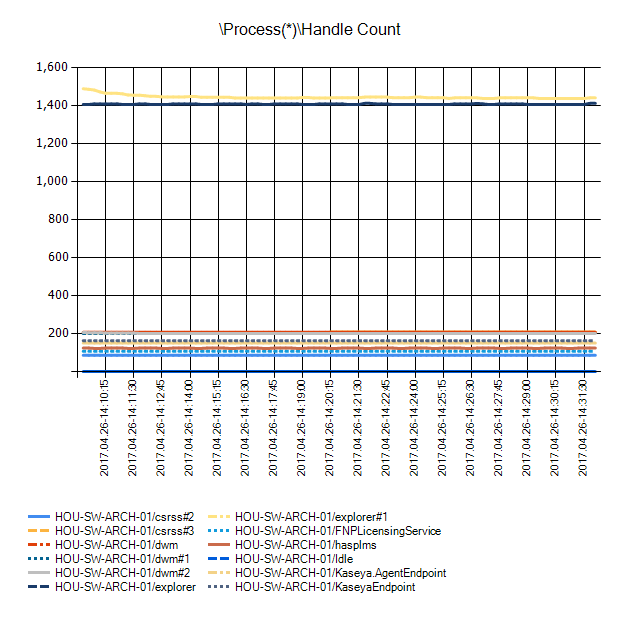 \Process(*)\Handle Count
1,600
1,400
1,200
1,000
800
600
400
200
2017.04.26-14:10:15
2017.04.26-14:11:30
2017.04.26-14:12:45
2017.04.26-14:14:00
2017.04.26-14:15:15
2017.04.26-14:16:30
2017.04.26-14:17:45
2017.04.26-14:19:00
2017.04.26-14:20:15
2017.04.26-14:21:30
2017.04.26-14:22:45
2017.04.26-14:24:00
2017.04.26-14:25:15
2017.04.26-14:26:30
2017.04.26-14:27:45
2017.04.26-14:29:00
2017.04.26-14:30:15
2017.04.26-14:31:30
HOU-SW-ARCH-01/csrss#2
HOU-SW-ARCH-01/csrss#3
HOU-SW-ARCH-01/dwm
HOU-SW-ARCH-01/dwm#1
HOU-SW-ARCH-01/dwm#2
HOU-SW-ARCH-01/explorer
HOU-SW-ARCH-01/explorer#1
HOU-SW-ARCH-01/FNPLicensingService
HOU-SW-ARCH-01/hasplms
HOU-SW-ARCH-01/Idle
HOU-SW-ARCH-01/Kaseya.AgentEndpoint
HOU-SW-ARCH-01/KaseyaEndpoint